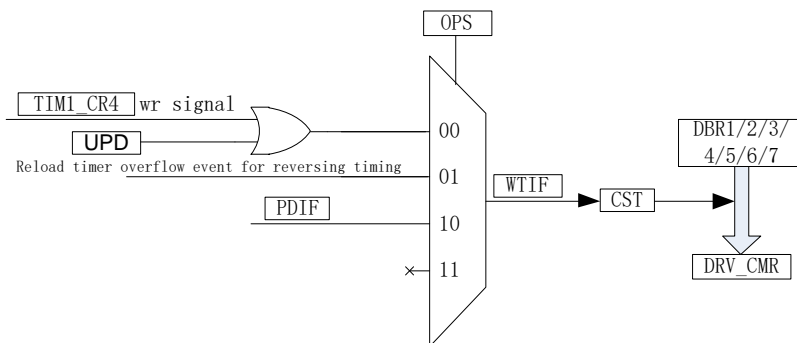 OPS
TIM1_CR4 wr signal
UPD
00
Reload timer overflow event for reversing timing
01
PDIF
10
11
WTIF
CST
DBR1/2/3/
4/5/6/7
DRV_CMR